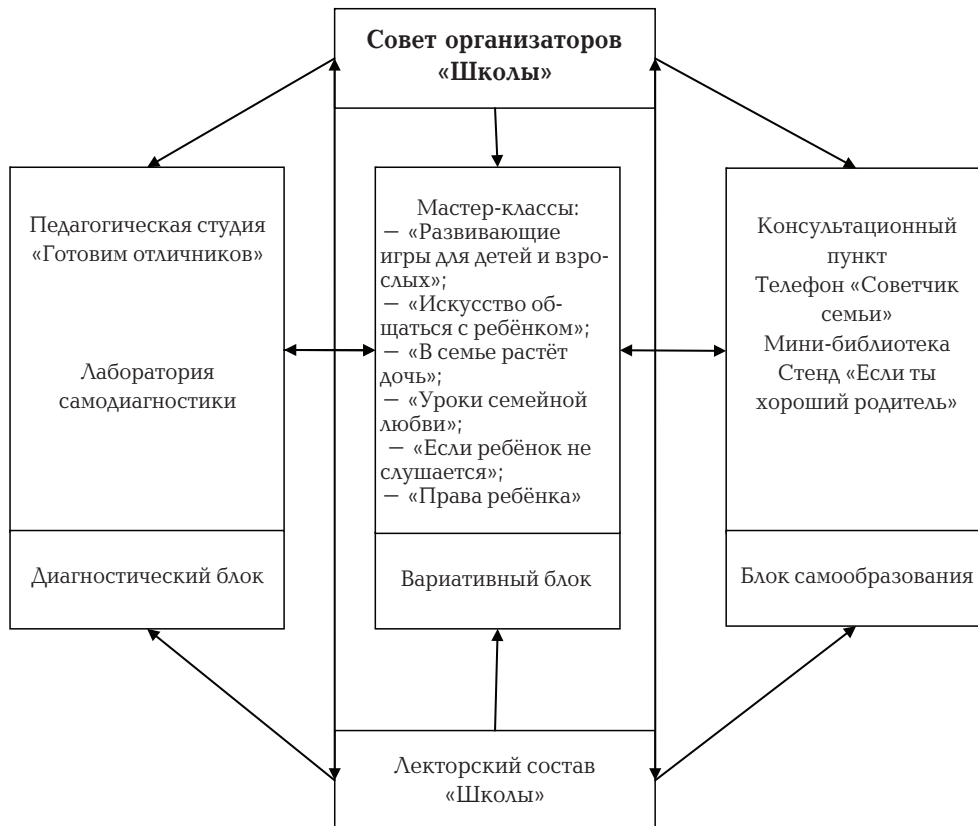 Совет организаторов
«Школы»
Педагогическая студия
«Готовим отличников»
Лаборатория
самодиагностики
Диагностический блок
Мастер-классы:
— «Развивающие
игры для детей и взро-
слых»;
— «Искусство об-
щаться с ребёнком»;
— «В семье растёт
дочь»;
— «Уроки семейной
любви»;
— «Если ребёнок не
слушается»;
— «Права ребёнка»
Вариативный блок
Консультационный
пункт
Телефон «Советчик
семьи»
Мини-библиотека
Стенд «Если ты
хороший родитель»
Блок самообразования
Лекторский состав
«Школы»